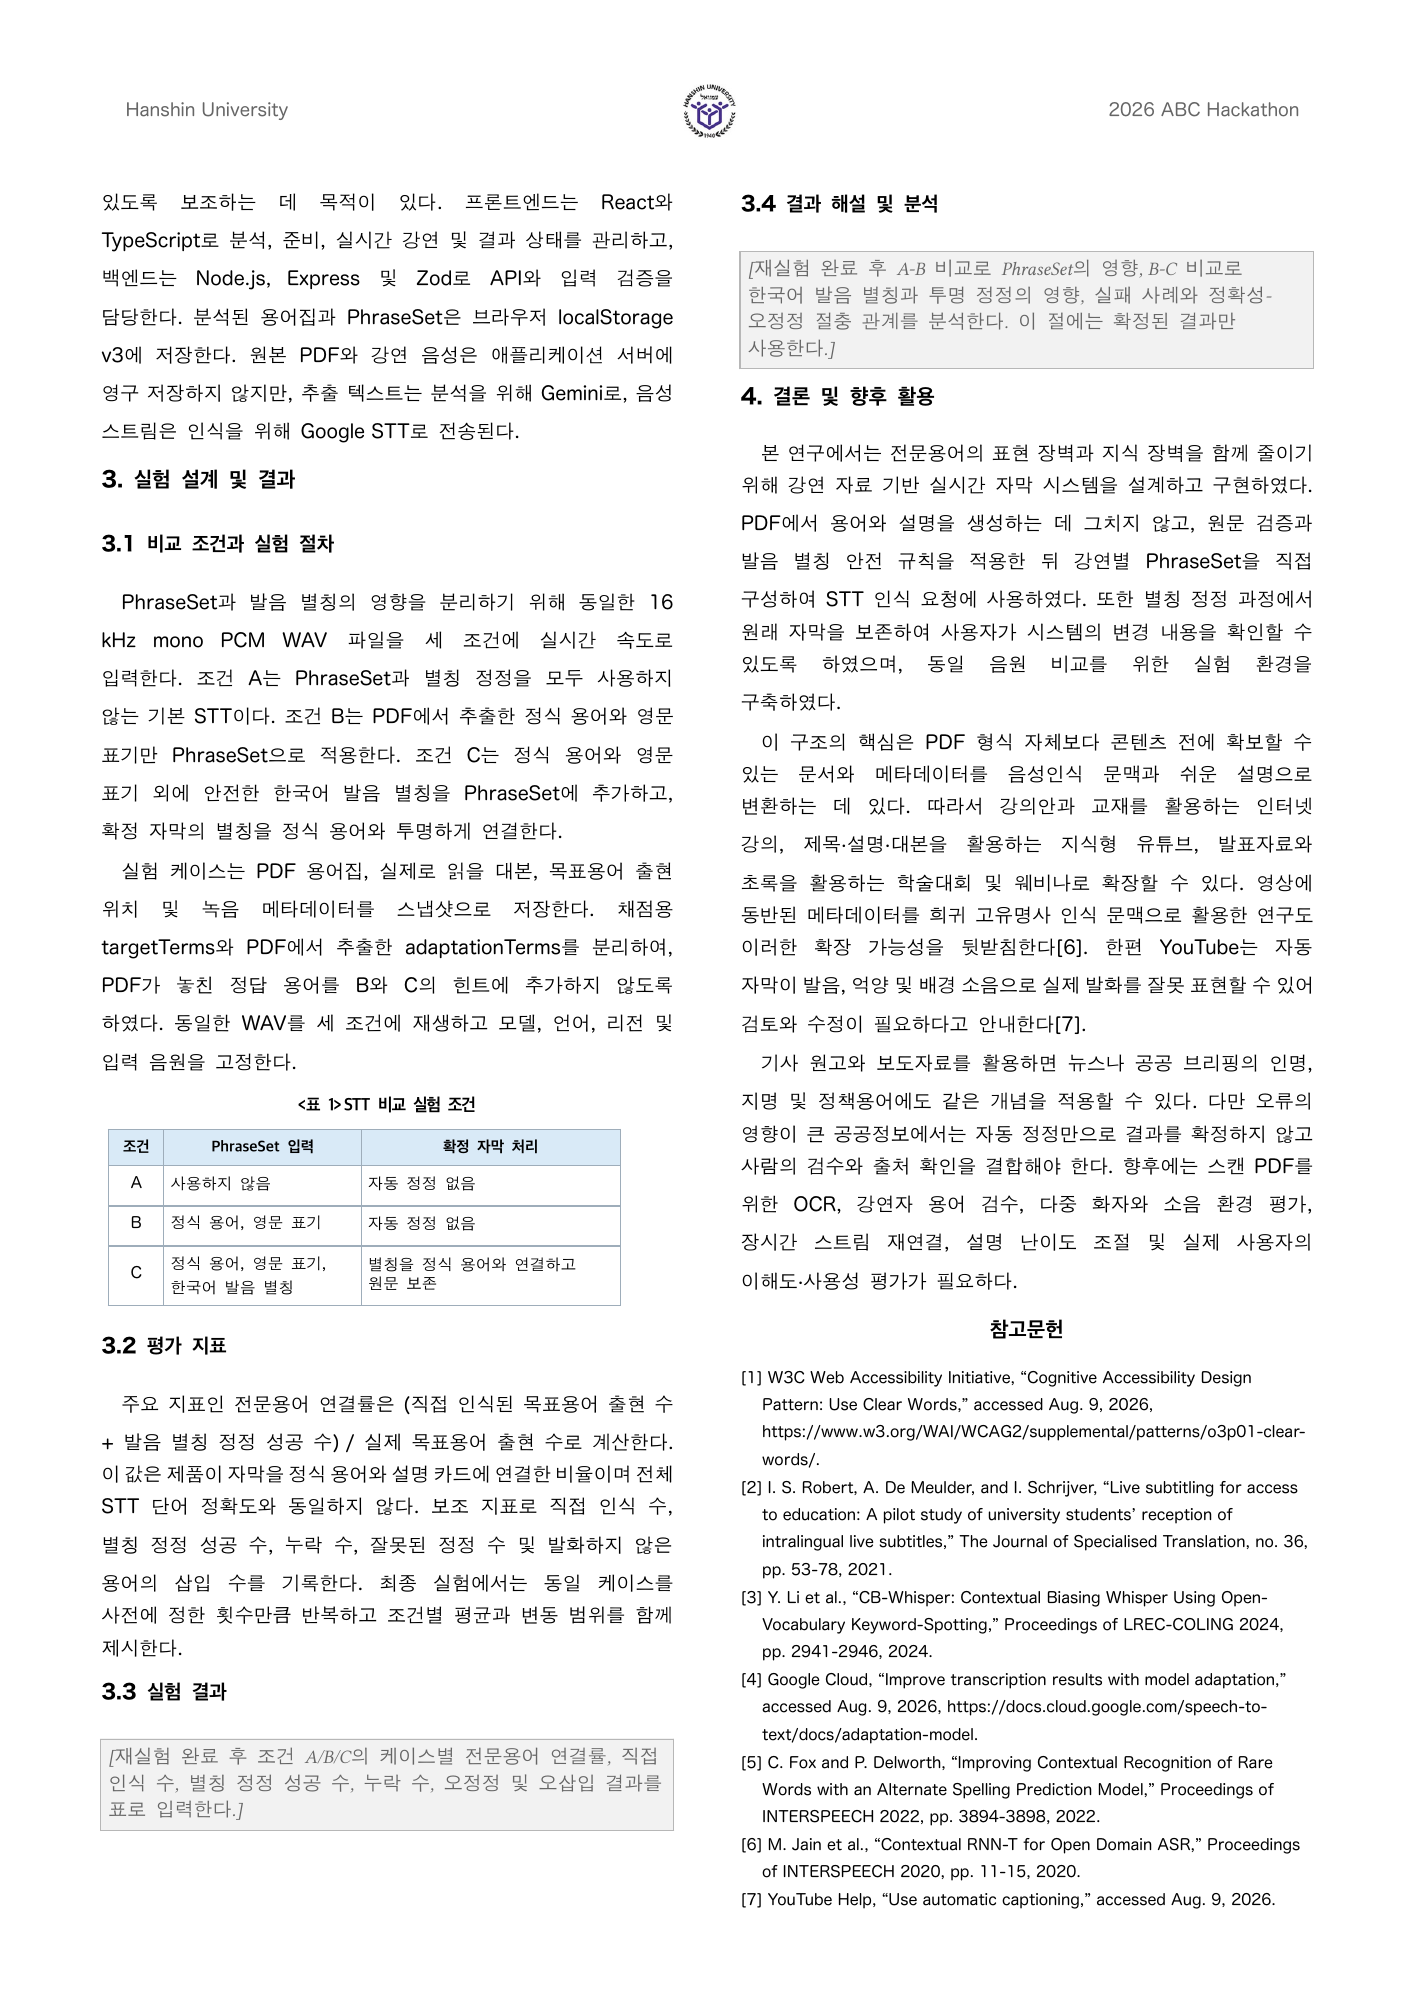 Hanshin University
HANSHIN UNIVERSITY
1940
2026 ABC Hackathon
있도록 보조하는 데 목적이 있다. 프론트엔드는 React와
TypeScript로 분석, 준비, 실시간 강연 및 결과 상태를 관리하고,
백엔드는 Node.js, Express 및 Zod로 API와 입력 검증을
담당한다. 분석된 용어집과 PhraseSet은 브라우저 localStorage
v3에 저장한다. 원본 PDF와 강연 음성은 애플리케이션 서버에
영구 저장하지 않지만, 추출 텍스트는 분석을 위해 Gemini로, 음성
스트림은 인식을 위해 Google STT로 전송된다.
3. 실험 설계 및 결과
3.1 비교 조건과 실험 절차
PhraseSet과 발음 별칭의 영향을 분리하기 위해 동일한 16
kHz mono PCM WAV 파일을 세 조건에 실시간 속도로
입력한다. 조건 A는 PhraseSet과 별칭 정정을 모두 사용하지
않는 기본 STT이다. 조건 B는 PDF에서 추출한 정식 용어와 영문
표기만 PhraseSet으로 적용한다. 조건 C는 정식 용어와 영문
표기 외에 안전한 한국어 발음 별칭을 PhraseSet에 추가하고,
확정 자막의 별칭을 정식 용어와 투명하게 연결한다.
실험 케이스는 PDF 용어집, 실제로 읽을 대본, 목표용어 출현
위치 및 녹음 메타데이터를 스냅샷으로 저장한다. 채점용
targetTerms와 PDF에서 추출한 adaptationTerms를 분리하여,
PDF가 놓친 정답 용어를 B와 C의 힌트에 추가하지 않도록
하였다. 동일한 WAV를 세 조건에 재생하고 모델, 언어, 리전 및
입력 음원을 고정한다.
<표 1> STT 비교 실험 조건
조건 PhraseSet 입력 확정 자막 처리
A 사용하지 않음 자동 정정 없음
B 정식 용어, 영문 표기 자동 정정 없음
C 정식 용어, 영문 표기, 한국어 발음 별칭 별칭을 정식 용어와 연결하고 원문 보존
3.2 평가 지표
주요 지표인 전문용어 연결률은 (직접 인식된 목표용어 출현 수
+ 발음 별칭 정정 성공 수) / 실제 목표용어 출현 수로 계산한다.
이 값은 제품이 자막을 정식 용어와 설명 카드에 연결한 비율이며 전체
STT 단어 정확도와 동일하지 않다. 보조 지표로 직접 인식 수,
별칭 정정 성공 수, 누락 수, 잘못된 정정 수 및 발화하지 않은
용어의 삽입 수를 기록한다. 최종 실험에서는 동일 케이스를
사전에 정한 횟수만큼 반복하고 조건별 평균과 변동 범위를 함께
제시한다.
3.3 실험 결과
[재실험 완료 후 조건 A/B/C의 케이스별 전문용어 연결률, 직접
인식 수, 별칭 정정 성공 수, 누락 수, 오정정 및 오삽입 결과를
표로 입력한다.]
3.4 결과 해설 및 분석
[재실험 완료 후 A-B 비교로 PhraseSet의 영향, B-C 비교로
한국어 발음 별칭과 투명 정정의 영향, 실패 사례와 정확성-
오정정 절충 관계를 분석한다. 이 절에는 확정된 결과만
사용한다.]
4. 결론 및 향후 활용
본 연구에서는 전문용어의 표현 장벽과 지식 장벽을 함께 줄이기
위해 강연 자료 기반 실시간 자막 시스템을 설계하고 구현하였다.
PDF에서 용어와 설명을 생성하는 데 그치지 않고, 원문 검증과
발음 별칭 안전 규칙을 적용한 뒤 강연별 PhraseSet을 직접
구성하여 STT 인식 요청에 사용하였다. 또한 별칭 정정 과정에서
원래 자막을 보존하여 사용자가 시스템의 변경 내용을 확인할 수
있도록 하였으며, 동일 음원 비교를 위한 실험 환경을
구축하였다.
이 구조의 핵심은 PDF 형식 자체보다 콘텐츠 전에 확보할 수
있는 문서와 메타데이터를 음성인식 문맥과 쉬운 설명으로
변환하는 데 있다. 따라서 강의안과 교재를 활용하는 인터넷
강의, 제목·설명·대본을 활용하는 지식형 유튜브, 발표자료와
초록을 활용하는 학술대회 및 웨비나로 확장할 수 있다. 영상에
동반된 메타데이터를 희귀 고유명사 인식 문맥으로 활용한 연구도
이러한 확장 가능성을 뒷받침한다[6]. 한편 YouTube는 자동
자막이 발음, 억양 및 배경 소음으로 실제 발화를 잘못 표현할 수 있어
검토와 수정이 필요하다고 안내한다[7].
기사 원고와 보도자료를 활용하면 뉴스나 공공 브리핑의 인명,
지명 및 정책용어에도 같은 개념을 적용할 수 있다. 다만 오류의
영향이 큰 공공정보에서는 자동 정정만으로 결과를 확정하지 않고
사람의 검수와 출처 확인을 결합해야 한다. 향후에는 스캔 PDF를
위한 OCR, 강연자 용어 검수, 다중 화자와 소음 환경 평가,
장시간 스트림 재연결, 설명 난이도 조절 및 실제 사용자의
이해도·사용성 평가가 필요하다.
참고문헌
[1] W3C Web Accessibility Initiative, “Cognitive Accessibility Design
Pattern: Use Clear Words,” accessed Aug. 9, 2026,
https://www.w3.org/WAI/WCAG2/supplemental/patterns/o3p01-clear-
words/.
[2] I. S. Robert, A. De Meulder, and I. Schrijver, “Live subtitling for access
to education: A pilot study of university students’ reception of
intralingual live subtitles,” The Journal of Specialised Translation, no. 36,
pp. 53-78, 2021.
[3] Y. Li et al., “CB-Whisper: Contextual Biasing Whisper Using Open-
Vocabulary Keyword-Spotting,” Proceedings of LREC-COLING 2024,
pp. 2941-2946, 2024.
[4] Google Cloud, “Improve transcription results with model adaptation,”
accessed Aug. 9, 2026, https://docs.cloud.google.com/speech-to-
text/docs/adaptation-model.
[5] C. Fox and P. Delworth, “Improving Contextual Recognition of Rare
Words with an Alternate Spelling Prediction Model,” Proceedings of
INTERSPEECH 2022, pp. 3894-3898, 2022.
[6] M. Jain et al., “Contextual RNN-T for Open Domain ASR,” Proceedings
of INTERSPEECH 2020, pp. 11-15, 2020.
[7] YouTube Help, “Use automatic captioning,” accessed Aug. 9, 2026.